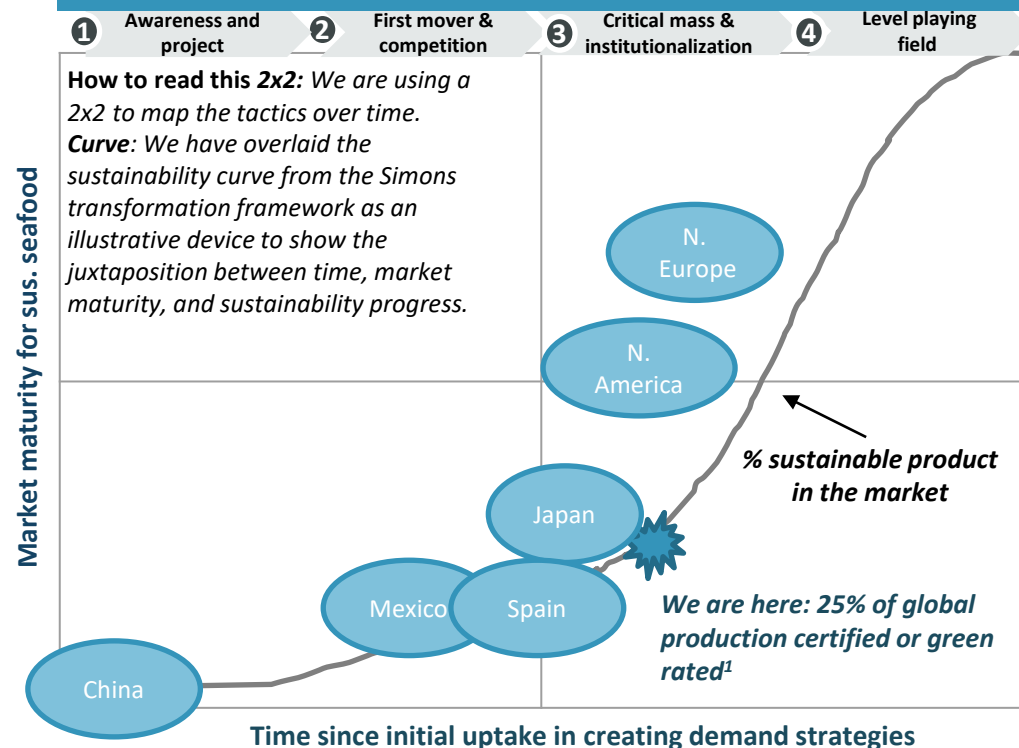 1 Awareness and
project
2 First mover &
competition
3 Critical mass &
institutionalization
4 Level playing
field
How to read this 2x2: We are using a
2x2 to map the tactics over time.
Curve: We have overlaid the
sustainability curve from the Simons
transformation framework as an
illustrative device to show the
juxtaposition between time, market
maturity, and sustainability progress.
Market maturity for sus. seafood
N.
Europe
N.
America
% sustainable product
in the market
Japan
Mexico
Spain
We are here: 25% of global
production certified or green
rated¹
China
Time since initial uptake in creating demand strategies